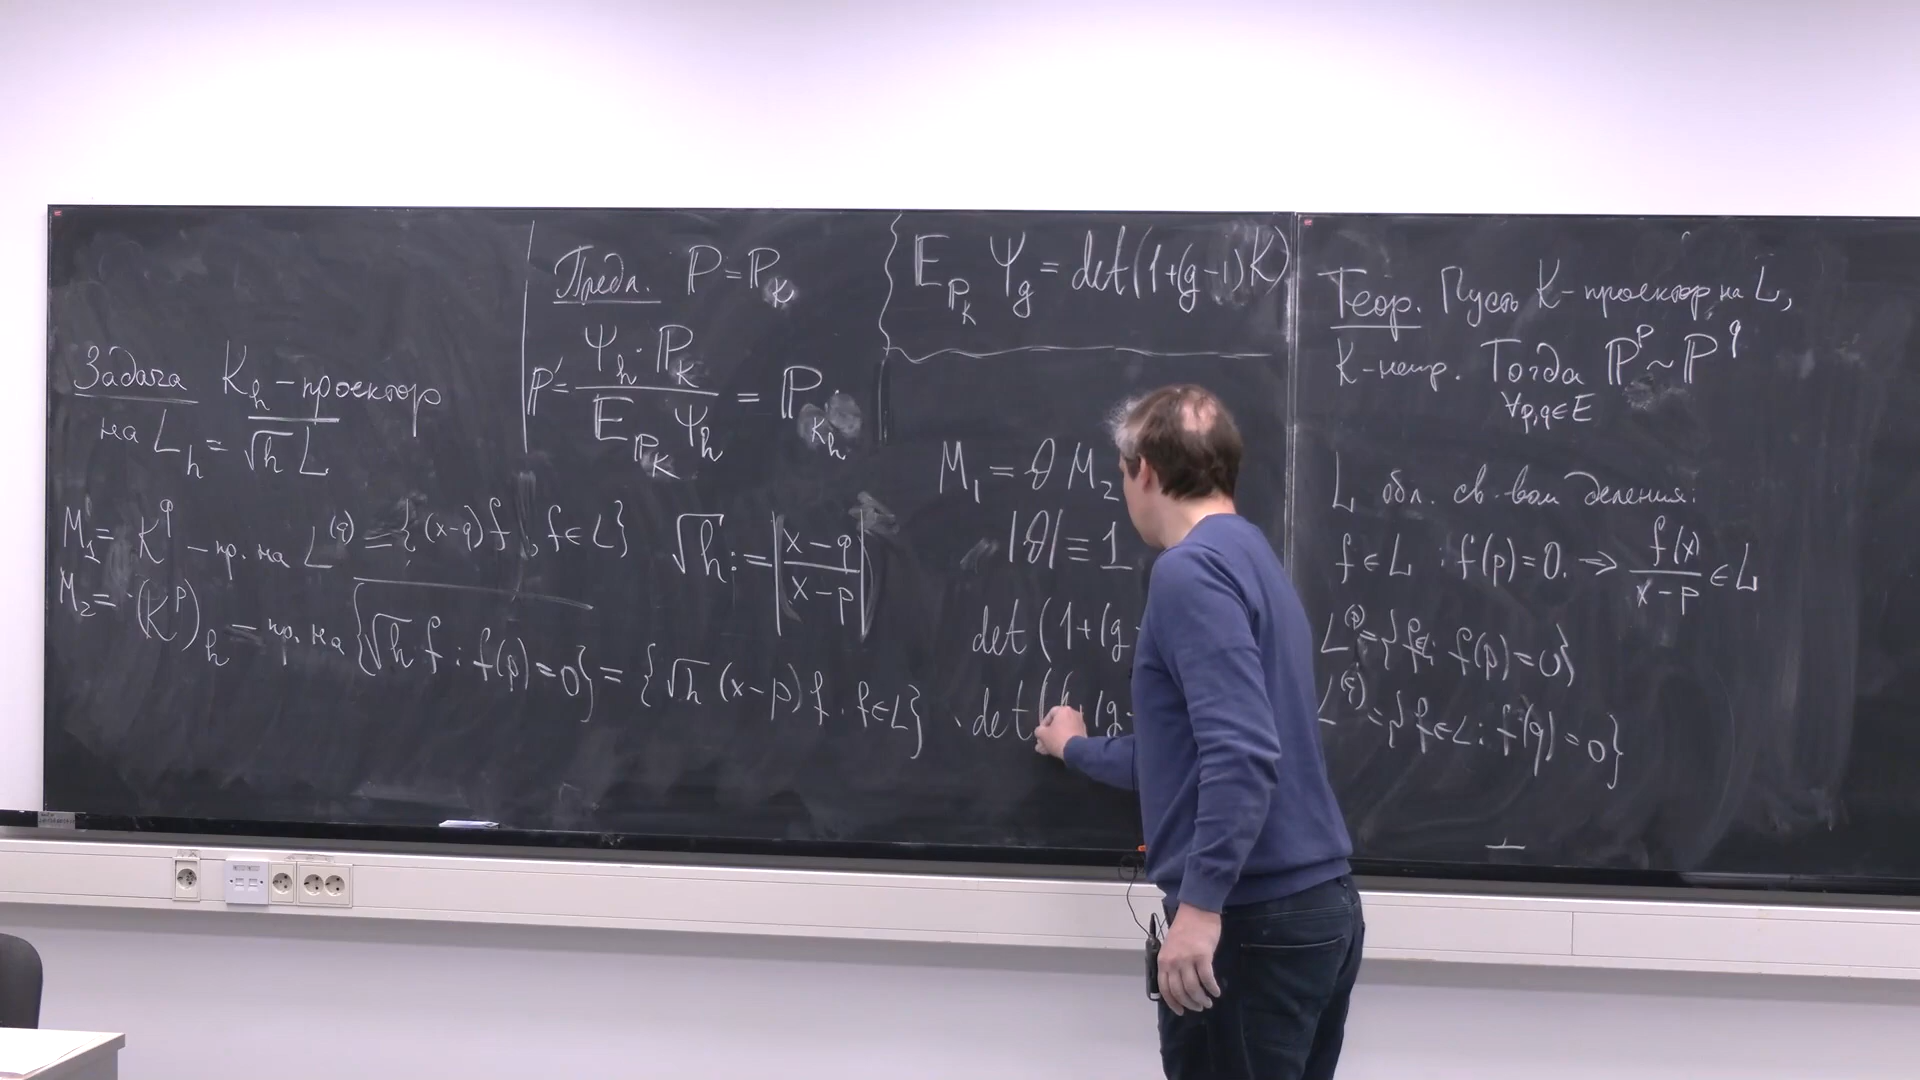 Задача K_h – проектор
на L_h = √h L
M_1 = K^q – пр. на L^(q) = {(x-q)f, f∈L}
M_2 = (K^p)_h – пр. на {√h f : f(p)=0} = {√h (x-p) f . f∈L}
Предл. ℙ = ℙ_K
ℙ' = Ψ_h · ℙ_K / E_{ℙ_K} Ψ_h = ℙ_{K_h}
√h := |x-q / x-p|
E_{ℙ_K} Ψ_g = det(1+(g-1)K)
M_1 = θ M_2
|θ| ≡ 1
det(1+(g-
det(1+(g-
Теор. Пусть K – проектор на L,
K-непр. Тогда ℙ^p ~ ℙ^q
∀p,q∈E
L обл. св-вом деления:
f∈L : f(p)=0. ⇒ f(x) / x-p ∈ L
L^(p) = {f∈L: f(p)=0}
L^(q) = {f∈L: f(q)=0}